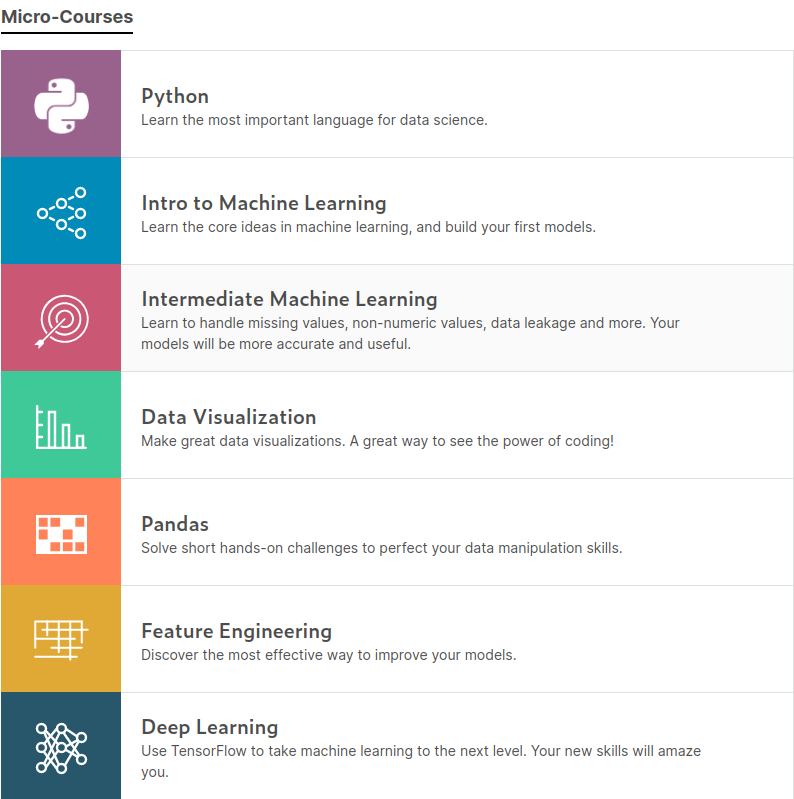 Micro-Courses
Python
Learn the most important language for data science.
Intro to Machine Learning
Learn the core ideas in machine learning, and build your first models.
Intermediate Machine Learning
Learn to handle missing values, non-numeric values, data leakage and more. Your
models will be more accurate and useful.
Data Visualization
Make great data visualizations. A great way to see the power of coding!
Pandas
Solve short hands-on challenges to perfect your data manipulation skills.
Feature Engineering
Discover the most effective way to improve your models.
Deep Learning
Use TensorFlow to take machine learning to the next level. Your new skills will amaze
you.